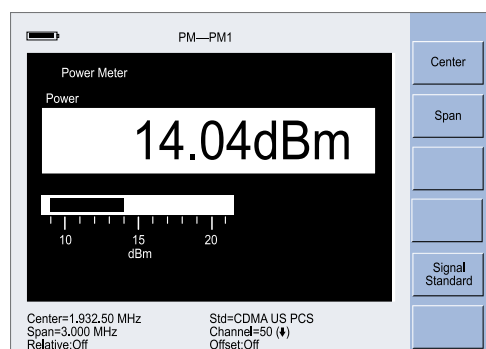 PM—PM1
Power Meter
Power
14.04dBm
10 15 20
dBm
Center
Span
Signal
Standard
Center=1.932.50 MHz
Span=3.000 MHz
Relative:Off
Std=CDMA US PCS
Channel=50 (⬇)
Offset:Off